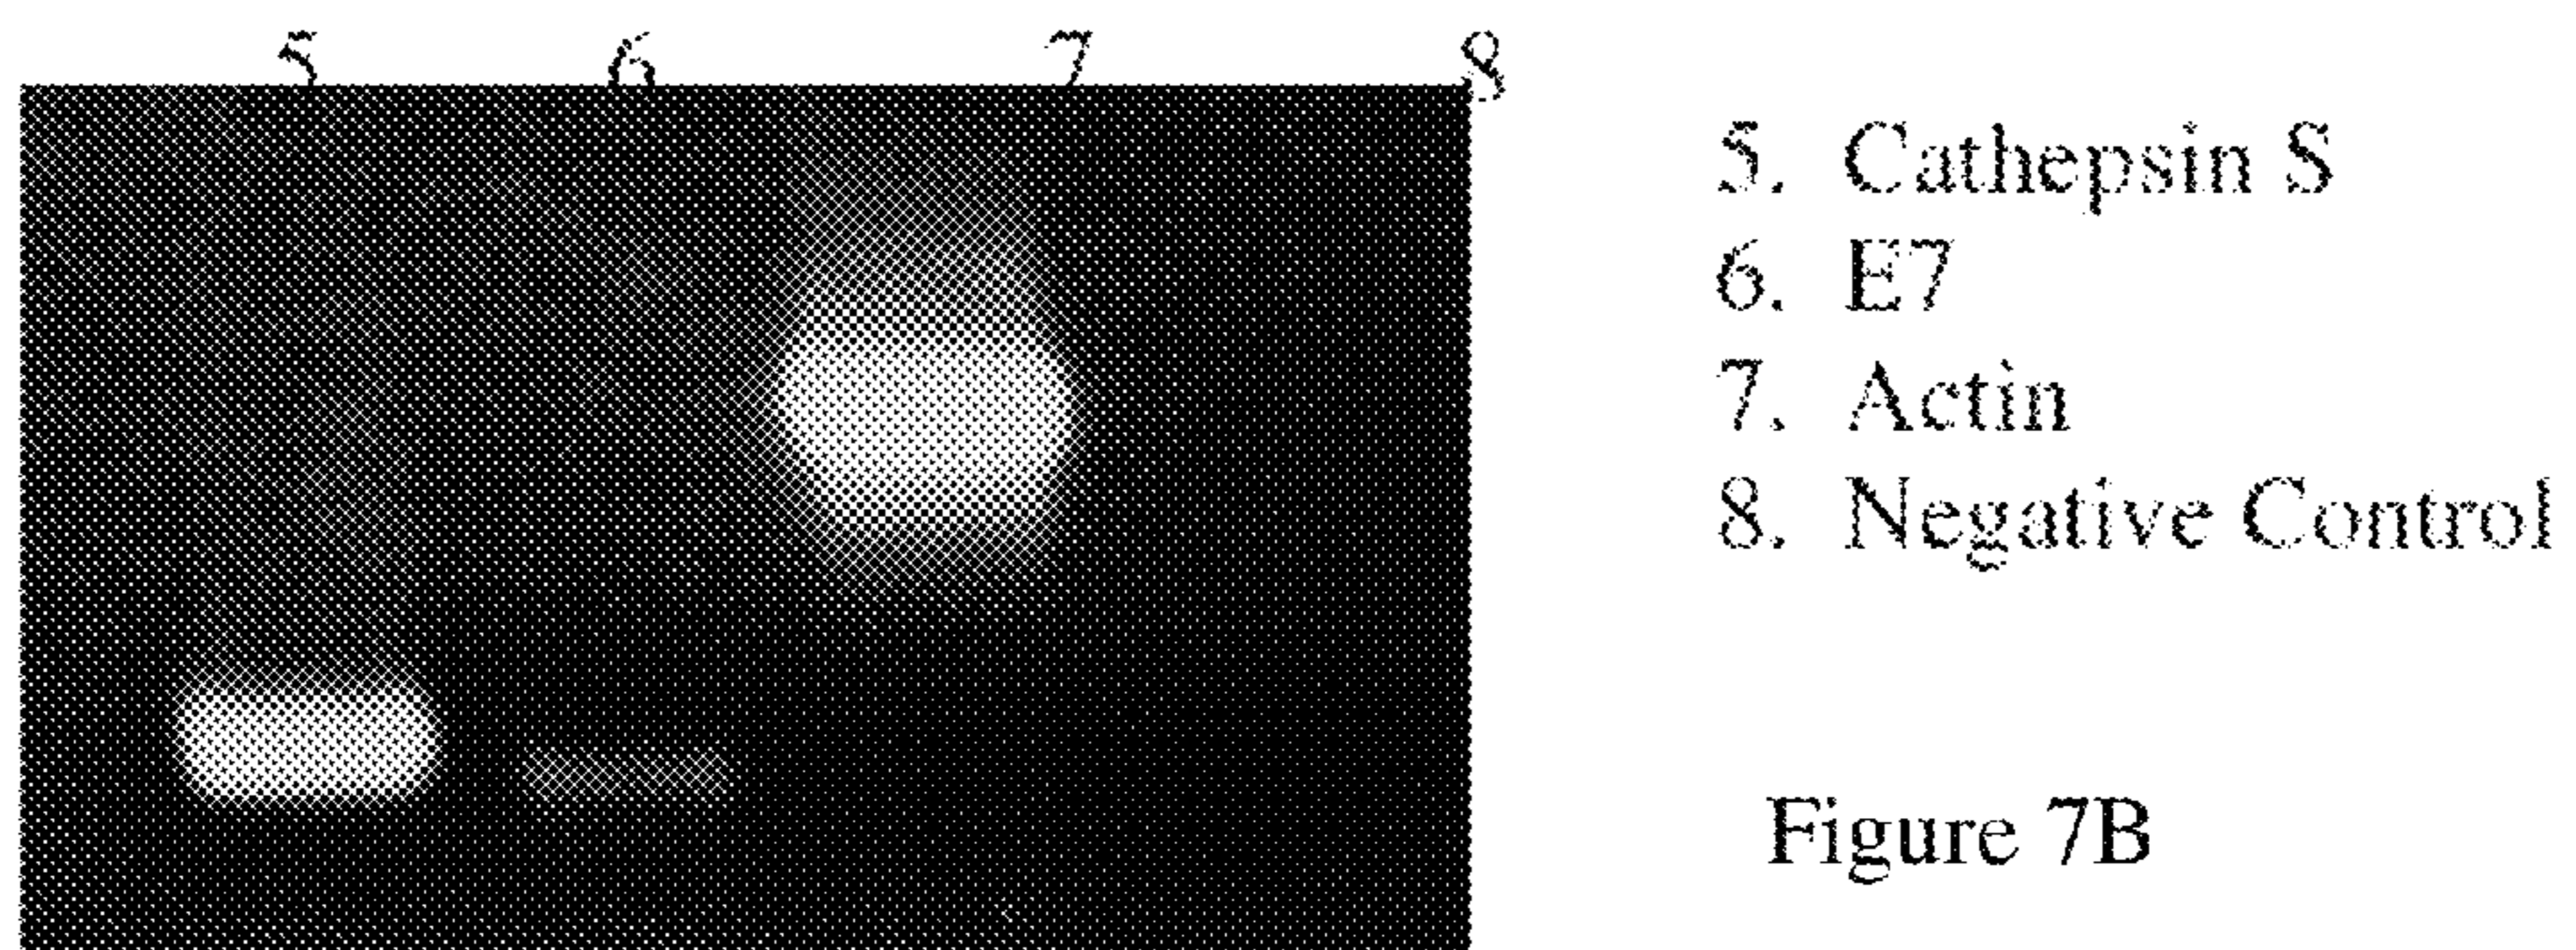 5 6 7 8
5. Cathepsin S
6. E7
7. Actin
8. Negative Control
Figure 7B